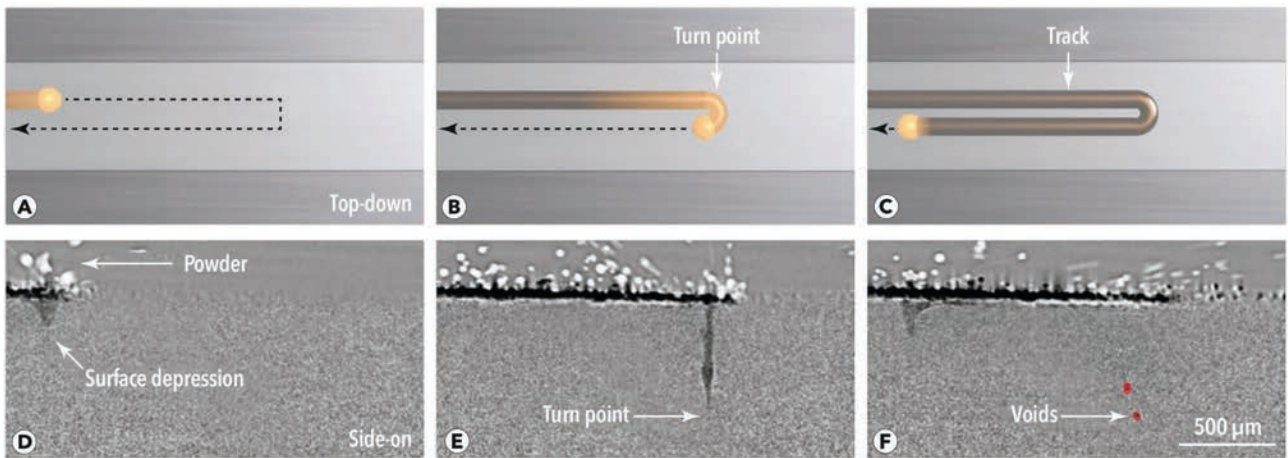 Turn point
Track
A
Top-down
B
C
Powder
Surface depression
Turn point
Voids
D
Side-on
E
F
500 µm